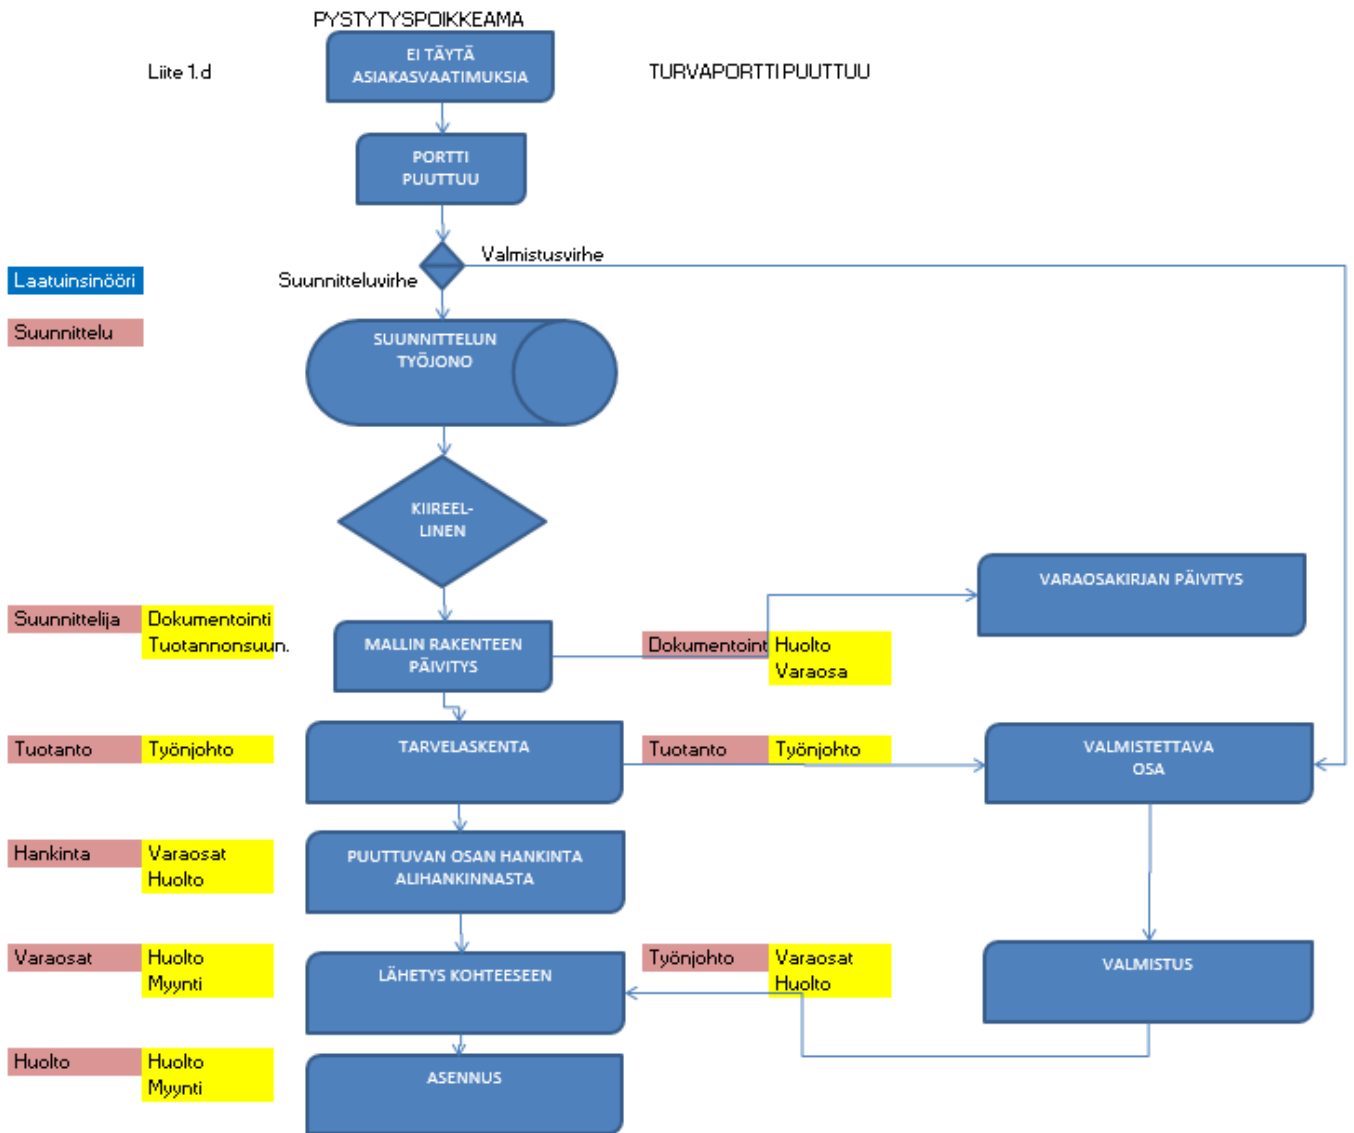 PYSTYTYSPOIKKEAMA
Liite 1.d
EI TÄYTÄ
ASIAKASVAATIMUKSIA
TURVAPORTTI PUUTTUU
PORTTI
PUUTTUU
Valmistusvirhe
Suunnitteluvirhe
Laatuinsinööri
Suunnittelu
SUUNNITTELUN
TYÖJONO
KIIREEL-
LINEN
VARAOSAKIRJAN PÄIVITYS
Suunnittelija
Dokumentointi
Tuotannonsuun.
MALLIN RAKENTEEN
PÄIVITYS
Dokumentoint
Huolto
Varaosa
Tuotanto
Työnjohto
TARVELASKENTA
Tuotanto
Työnjohto
VALMISTETTAVA
OSA
Hankinta
Varaosat
Huolto
PUUTTUVAN OSAN HANKINTA
ALIHANKINNASTA
Varaosat
Huolto
Myynti
LÄHETYS KOHTEESEEN
Työnjohto
Varaosat
Huolto
VALMISTUS
Huolto
Huolto
Myynti
ASENNUS